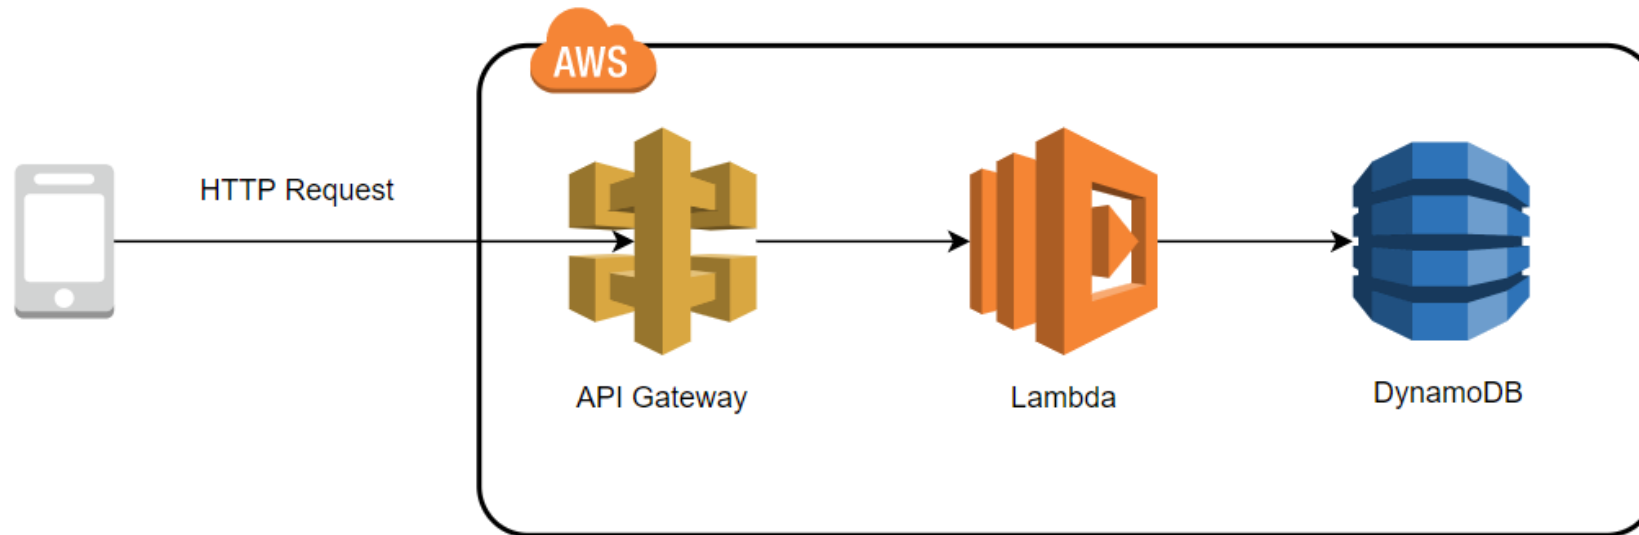 AWS
HTTP Request
API Gateway
Lambda
DynamoDB